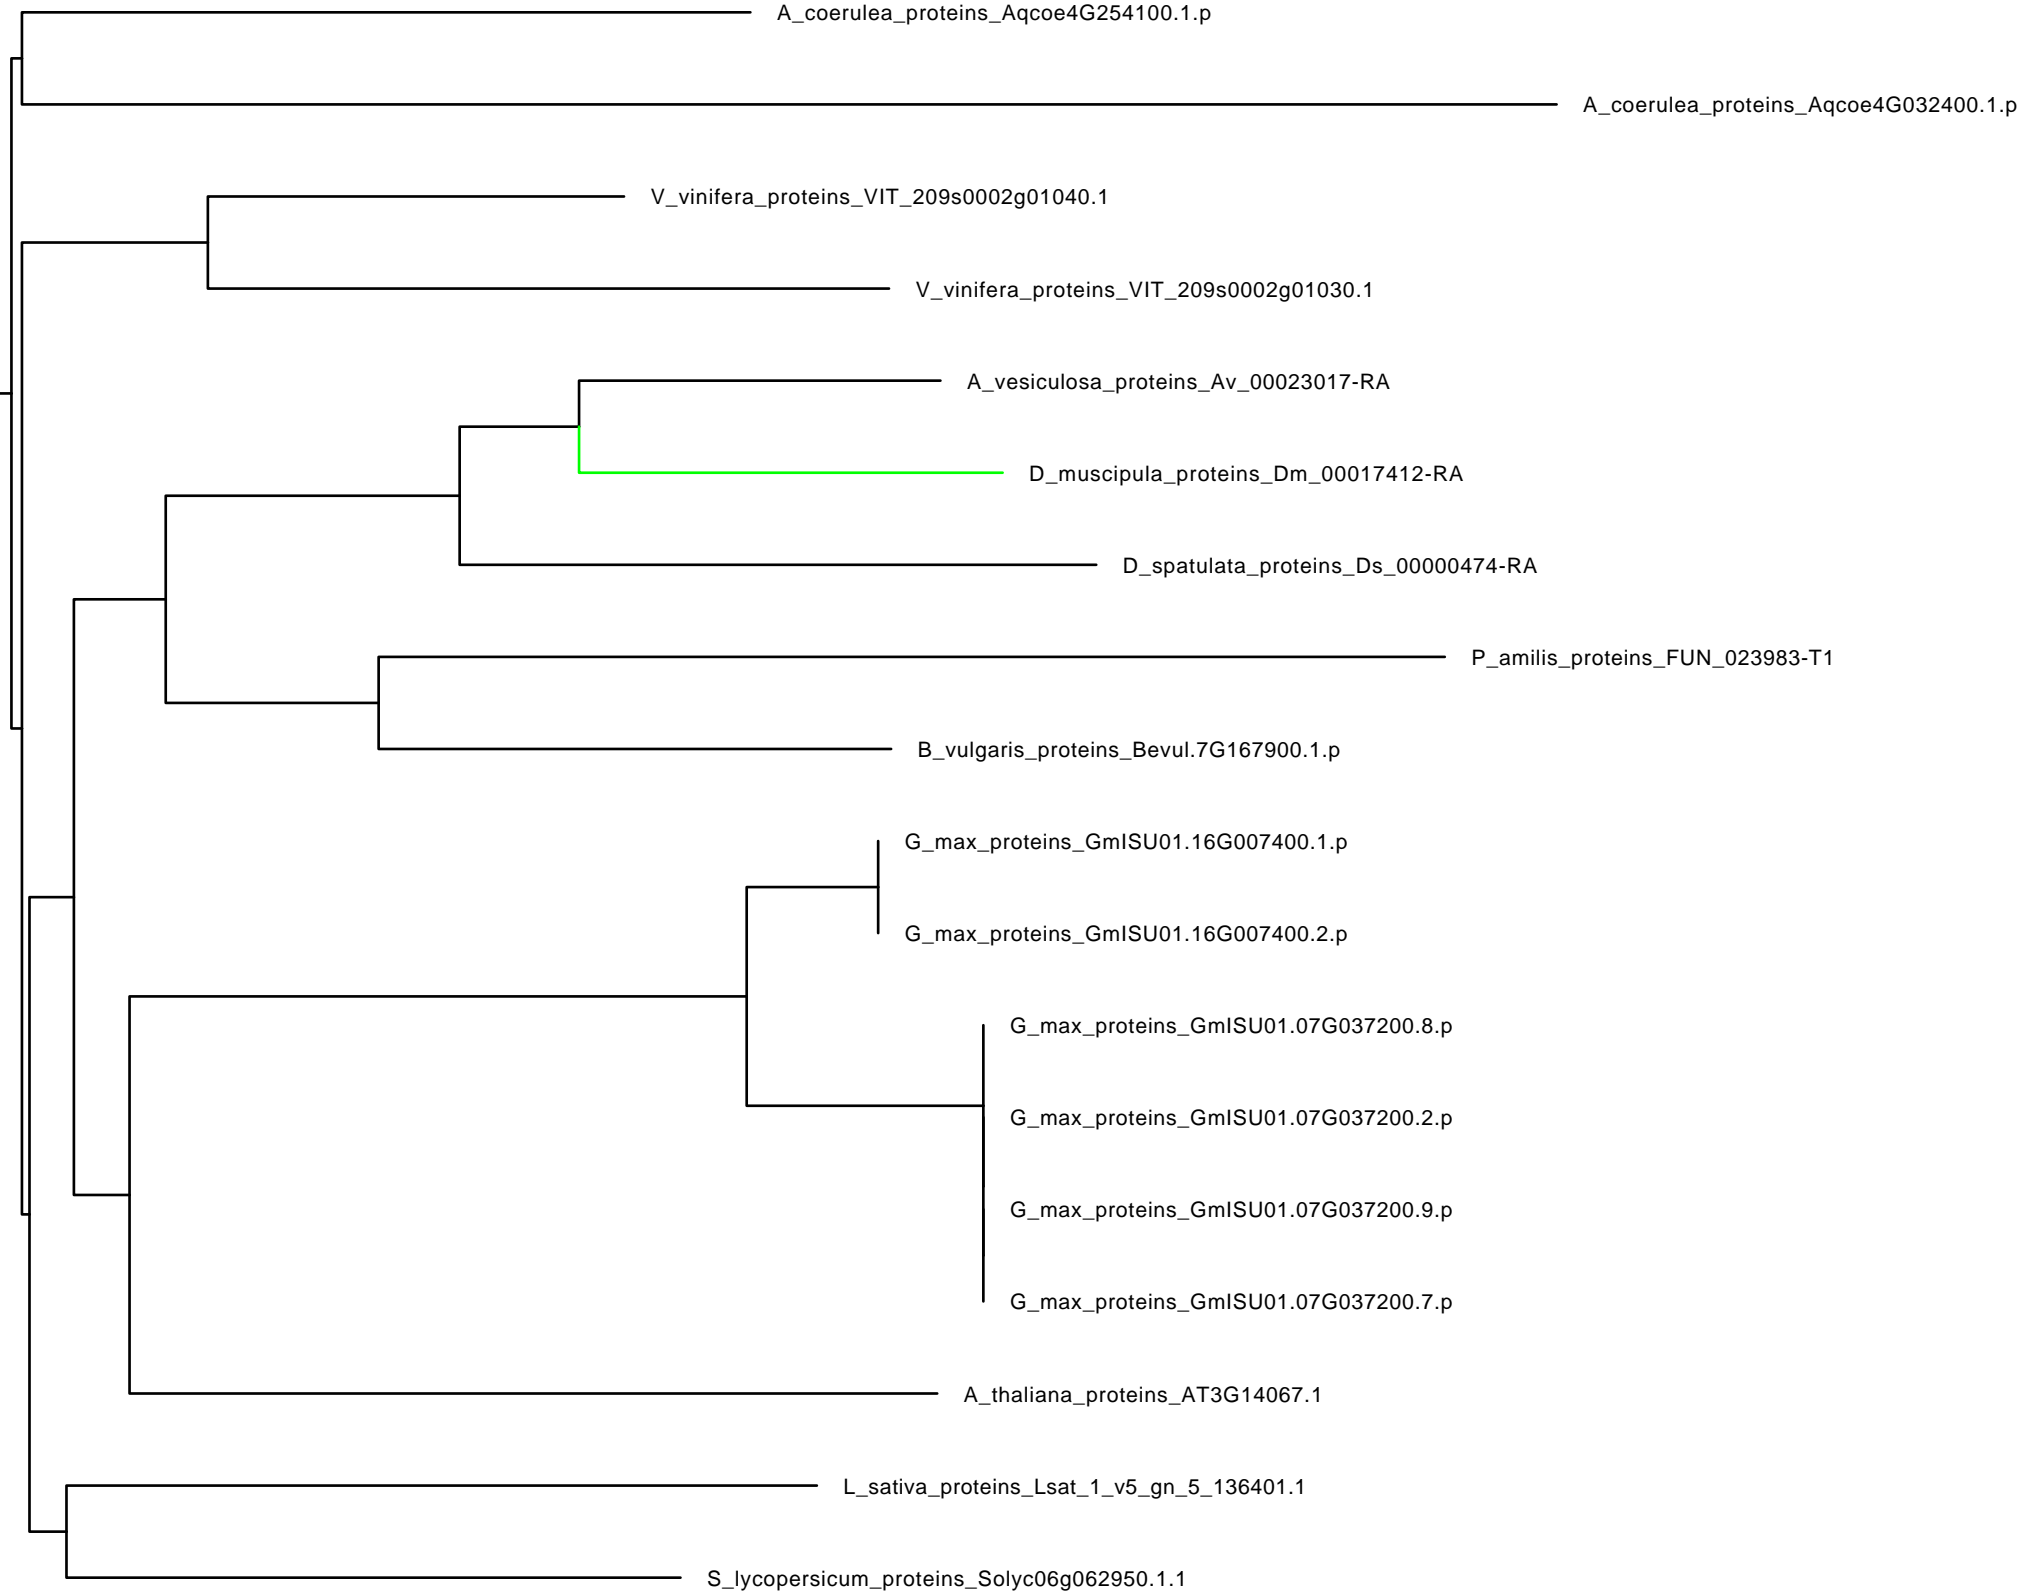 A_coerulea_proteins_Aqcoe4G254100.1.p
A_coerulea_proteins_Aqcoe4G032400.1.p
V_vinifera_proteins_VIT_209s0002g01040.1
V_vinifera_proteins_VIT_209s0002g01030.1
A_vesiculosa_proteins_Av_00023017-RA
D_muscipula_proteins_Dm_00017412-RA
D_spatulata_proteins_Ds_00000474-RA
P_amilis_proteins_FUN_023983-T1
B_vulgaris_proteins_Bevul.7G167900.1.p
G_max_proteins_GmISU01.16G007400.1.p
G_max_proteins_GmISU01.16G007400.2.p
G_max_proteins_GmISU01.07G037200.8.p
G_max_proteins_GmISU01.07G037200.2.p
G_max_proteins_GmISU01.07G037200.9.p
G_max_proteins_GmISU01.07G037200.7.p
A_thaliana_proteins_AT3G14067.1
L_sativa_proteins_Lsat_1_v5_gn_5_136401.1
S_lycopersicum_proteins_Solyc06g062950.1.1